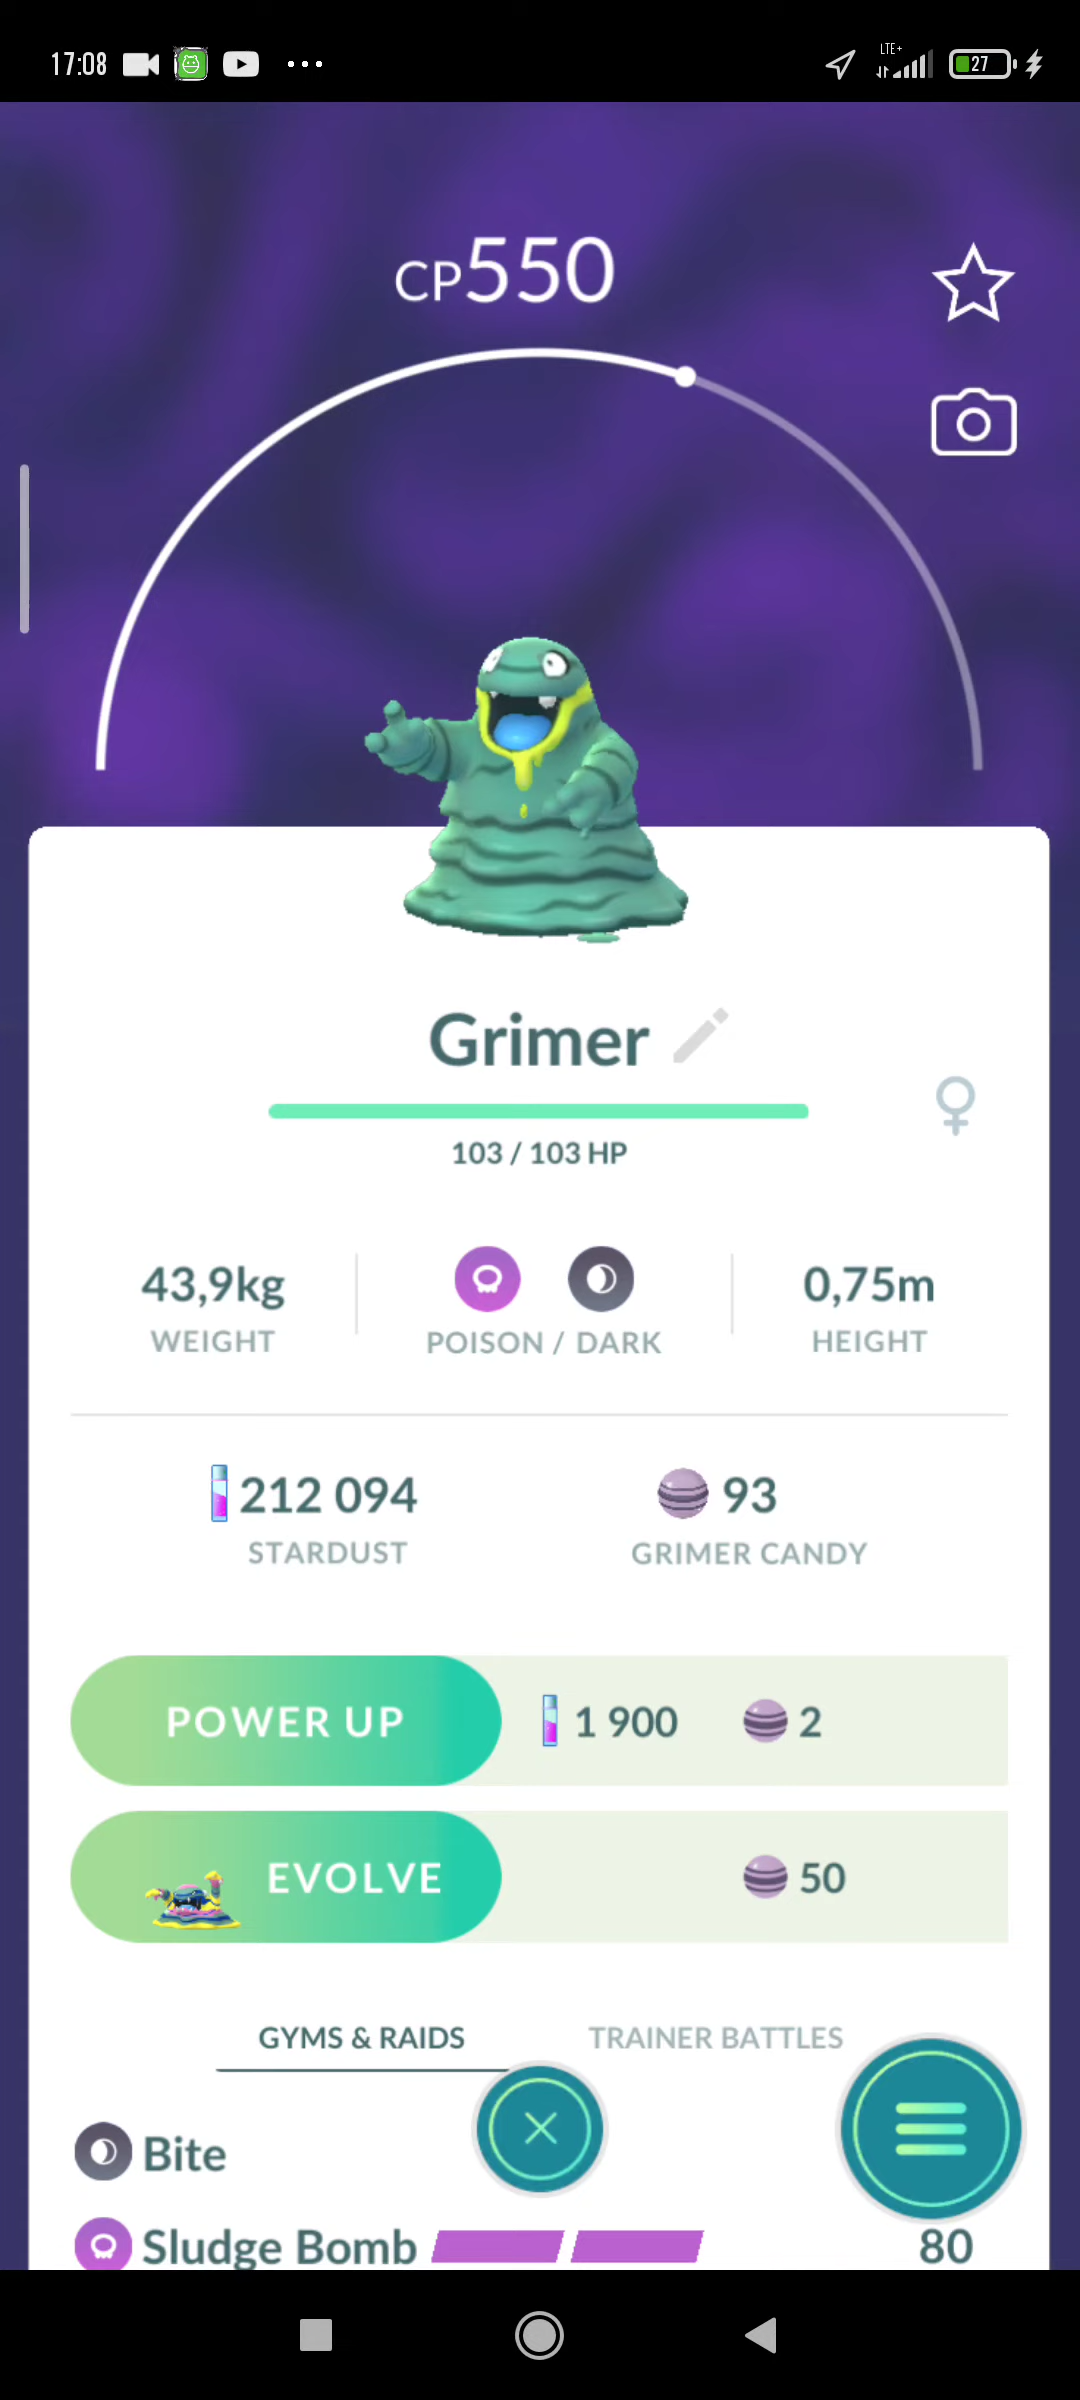 17:08
LTE+
27
CP550
Grimer
103 / 103 HP
43,9kg
WEIGHT
POISON / DARK
0,75m
HEIGHT
212 094
STARDUST
93
GRIMER CANDY
POWER UP
1 900
2
EVOLVE
50
GYMS & RAIDS
TRAINER BATTLES
Bite
Sludge Bomb
80